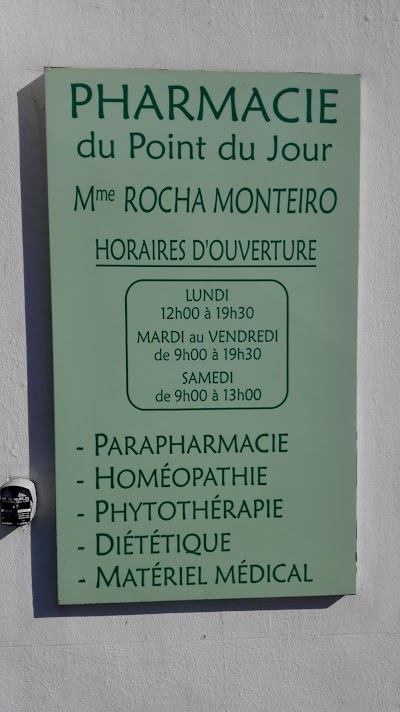 PHARMACIE
du Point du Jour
Mme ROCHA MONTEIRO
HORAIRES D'OUVERTURE
LUNDI
12h00 à 19h30
MARDI au VENDREDI
de 9h00 à 19h30
SAMEDI
de 9h00 à 13h00
- PARAPHARMACIE
- HOMÉOPATHIE
- PHYTOTHÉRAPIE
- DIÉTÉTIQUE
- MATÉRIEL MÉDICAL